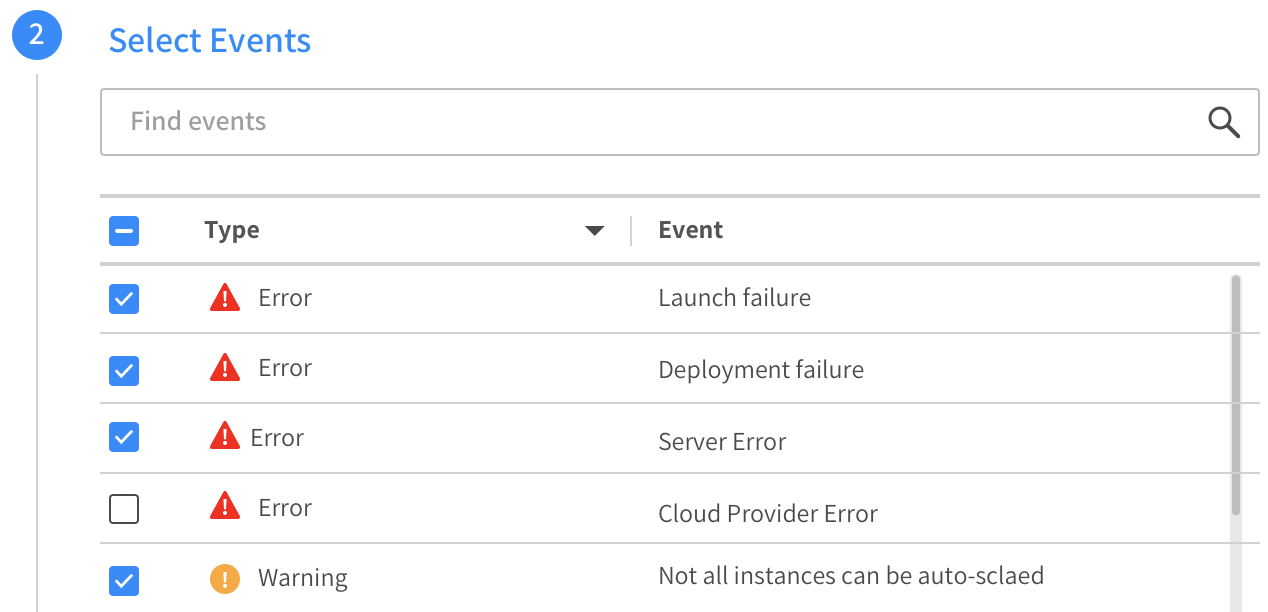 2
Select Events
Find events
Type Event
Error Launch failure
Error Deployment failure
Error Server Error
Error Cloud Provider Error
Warning Not all instances can be auto-sclaed